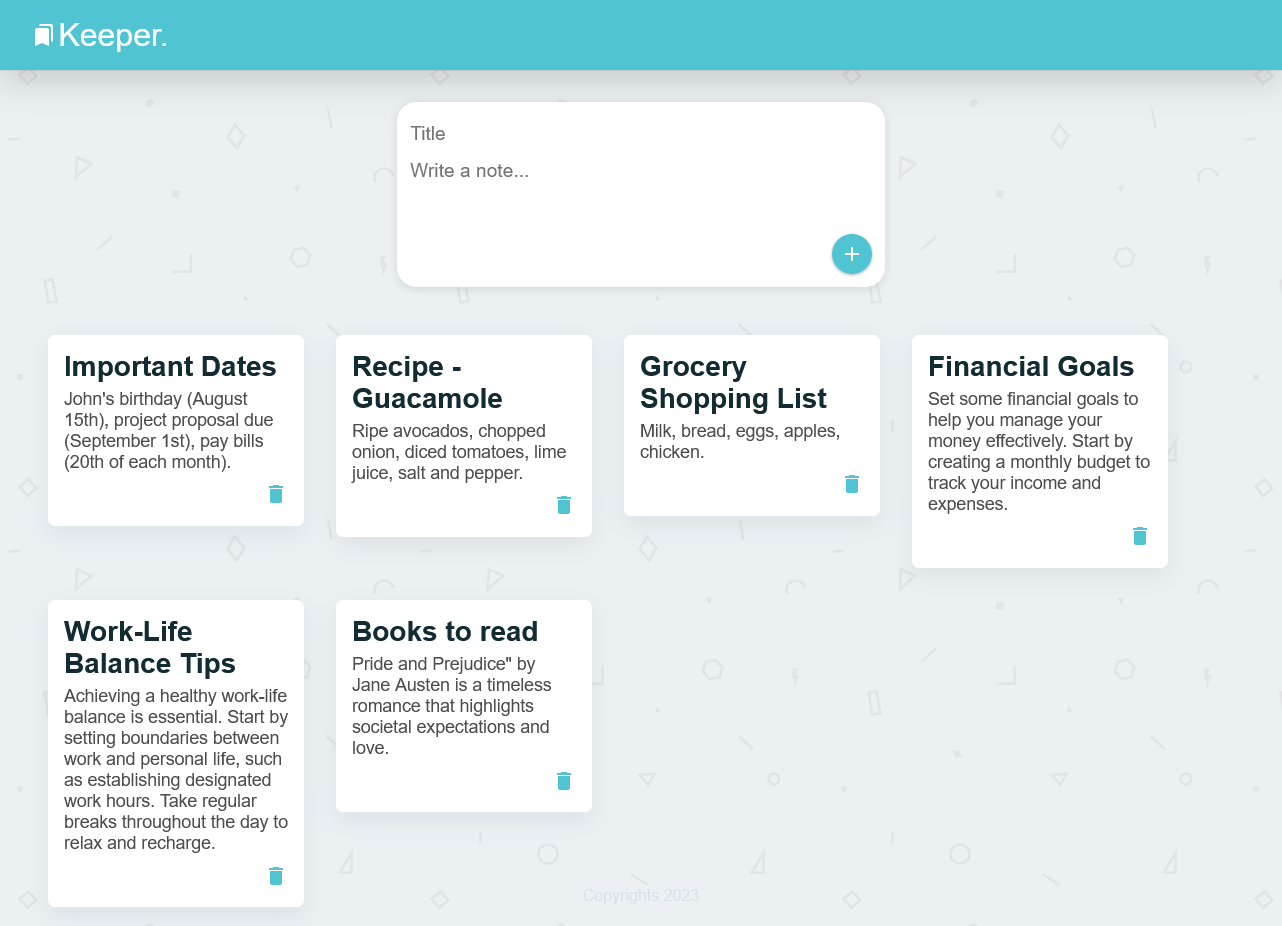 Keeper.
Title
Write a note...
Important Dates
John's birthday (August
15th), project proposal due
(September 1st), pay bills
(20th of each month).
Recipe -
Guacamole
Ripe avocados, chopped
onion, diced tomatoes, lime
juice, salt and pepper.
Grocery
Shopping List
Milk, bread, eggs, apples,
chicken.
Financial Goals
Set some financial goals to
help you manage your
money effectively. Start by
creating a monthly budget to
track your income and
expenses.
Work-Life
Balance Tips
Achieving a healthy work-life
balance is essential. Start by
setting boundaries between
work and personal life, such
as establishing designated
work hours. Take regular
breaks throughout the day to
relax and recharge.
Books to read
Pride and Prejudice" by
Jane Austen is a timeless
romance that highlights
societal expectations and
love.
Copyrights 2023